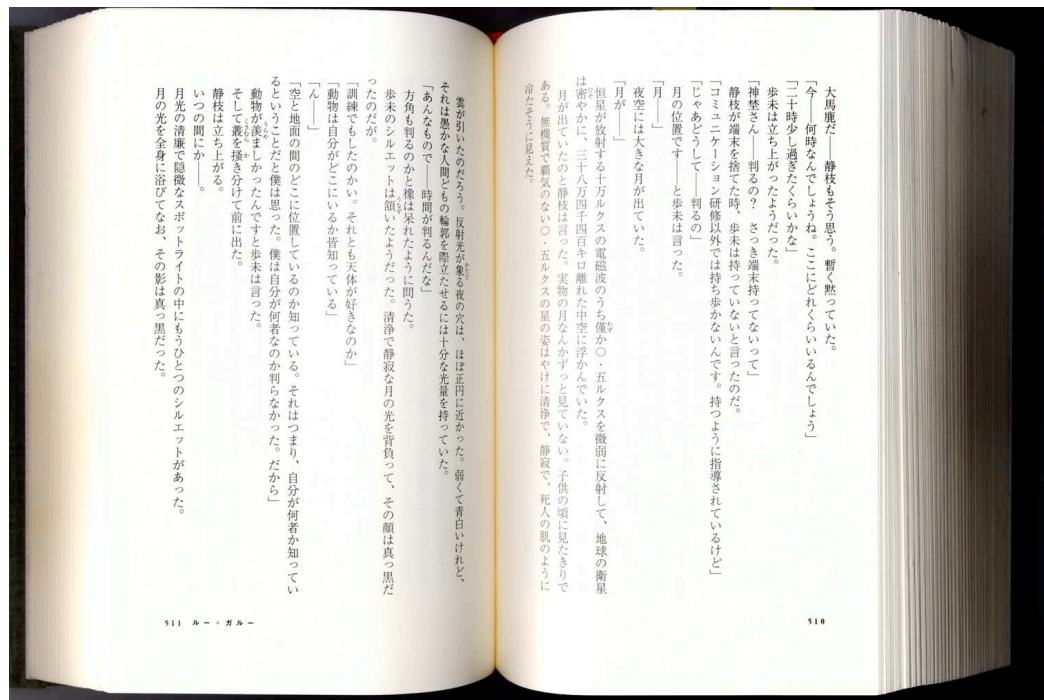 大馬鹿だ――静枝もそう思う。暫く黙っていた。
「今――何時なんでしょうね。ここにどれくらいいるんでしょう」
「二十時少し過ぎたくらいかな」
歩未は立ち上がったようだった。
「神埜さん――判るの? さっき端末持ってないって」
静枝が端末を捨てた時、歩未は持っていないと言ったのだ。
「コミュニケーション研修以外では持ち歩かないんです。持つように指導されているけど」
「じゃあどうして――判るの」
月の位置です――と歩未は言った。
「月――」
夜空には大きな月が出ていた。
「月が――」
恒星が放射する十万ルクスの電磁波のうち僅か〇・五ルクスを微弱に反射して、地球の衛星
は密やかに、三十八万四千四百キロ離れた中空に浮かんでいた。
月が出ていたのと静枝は言った。実物の月なんかずっと見ていない。子供の頃に見たきりで
ある。無機質で覇気のない〇・五ルクスの星の姿はやけに清浄で、静寂で、死人の肌のように
冷たそうに見えた。
510
雲が引いたのだろう。反射光が象る夜の穴は、ほぼ正円に近かった。弱くて青白いけれど、
それは愚かな人間どもの輪郭を際立たせるには十分な光量を持っていた。
「あんなもので――時間が判るんだな」
方角も判るのかと橡は呆れたように問うた。
歩未のシルエットは頷いたようだった。清浄で静寂な月の光を背負って、その顔は真っ黒だ
ったのだが。
「訓練でもしたのかい。それとも天体が好きなのか」
「動物は自分がどこにいるか皆知っている」
「ん――」
「空と地面の間のどこに位置しているのか知っている。それはつまり、自分が何者か知ってい
るということだと僕は思った。僕は自分が何者なのか判らなかった。だから」
動物が羨ましかったんですと歩未は言った。
そして叢を掻き分けて前に出た。
静枝は立ち上がる。
いつの間にか――。
月光の清廉で隠微なスポットライトの中にもうひとつのシルエットがあった。
月の光を全身に浴びてなお、その影は真っ黒だった。
511 ルー゠ガルー